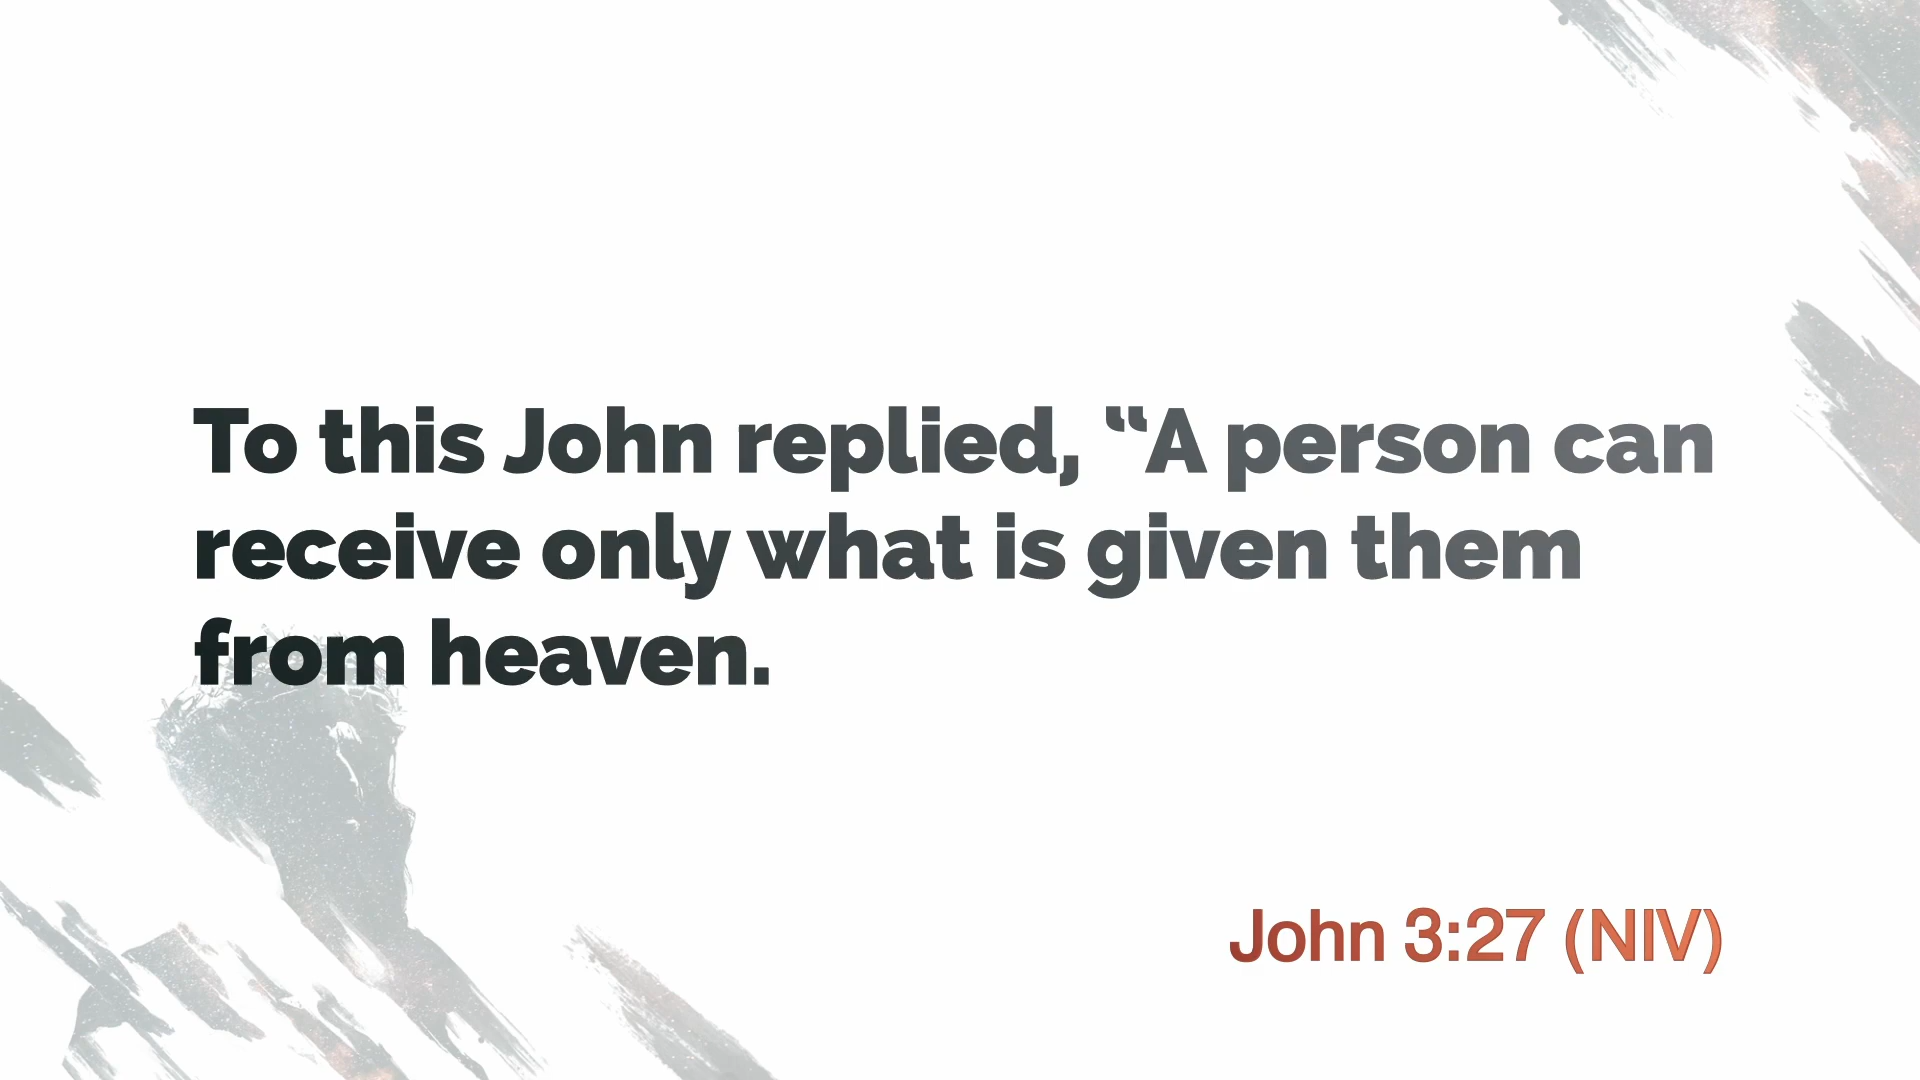 To this John replied, “A person can
receive only what is given them
from heaven.
John 3:27 (NIV)